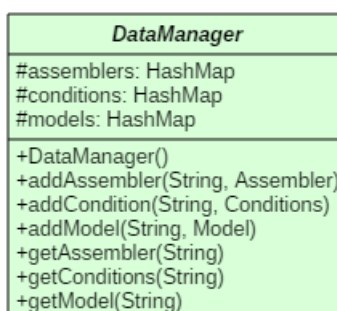 DataManager
#assemblers: HashMap
#conditions: HashMap
#models: HashMap
+DataManager()
+addAssembler(String, Assembler)
+addCondition(String, Conditions)
+addModel(String, Model)
+getAssembler(String)
+getConditions(String)
+getModel(String)